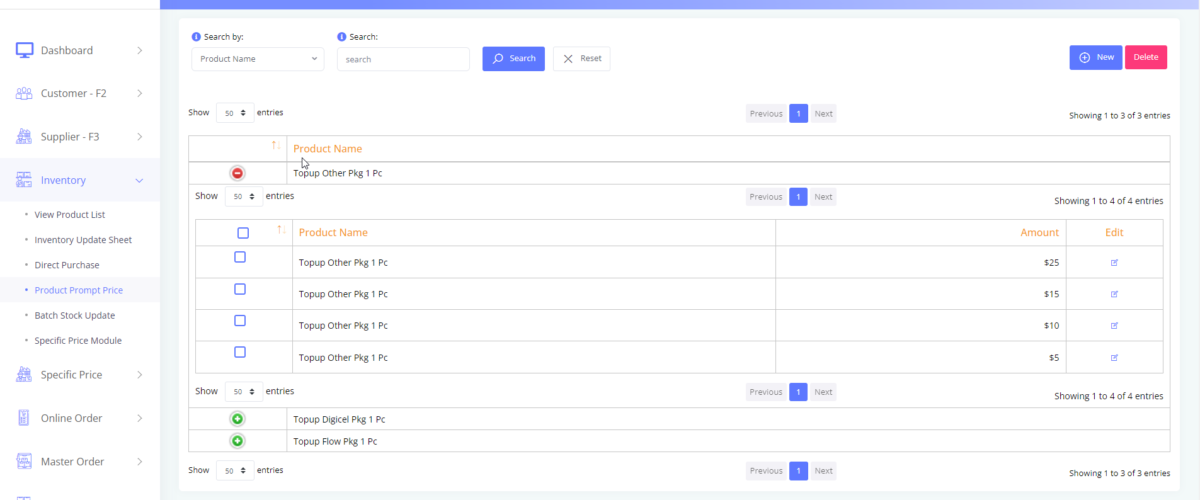 Dashboard
Customer - F2
Supplier - F3
Inventory
View Product List
Inventory Update Sheet
Direct Purchase
Product Prompt Price
Batch Stock Update
Specific Price Module
Specific Price
Online Order
Master Order
Search by: Search:
Product Name search Search Reset New Delete
Show 50 entries Previous 1 Next Showing 1 to 3 of 3 entries
Product Name
Topup Other Pkg 1 Pc
Show 50 entries Previous 1 Next Showing 1 to 4 of 4 entries
Product Name Amount Edit
Topup Other Pkg 1 Pc $25
Topup Other Pkg 1 Pc $15
Topup Other Pkg 1 Pc $10
Topup Other Pkg 1 Pc $5
Show 50 entries Previous 1 Next Showing 1 to 4 of 4 entries
Topup Digicel Pkg 1 Pc
Topup Flow Pkg 1 Pc
Show 50 entries Previous 1 Next Showing 1 to 3 of 3 entries